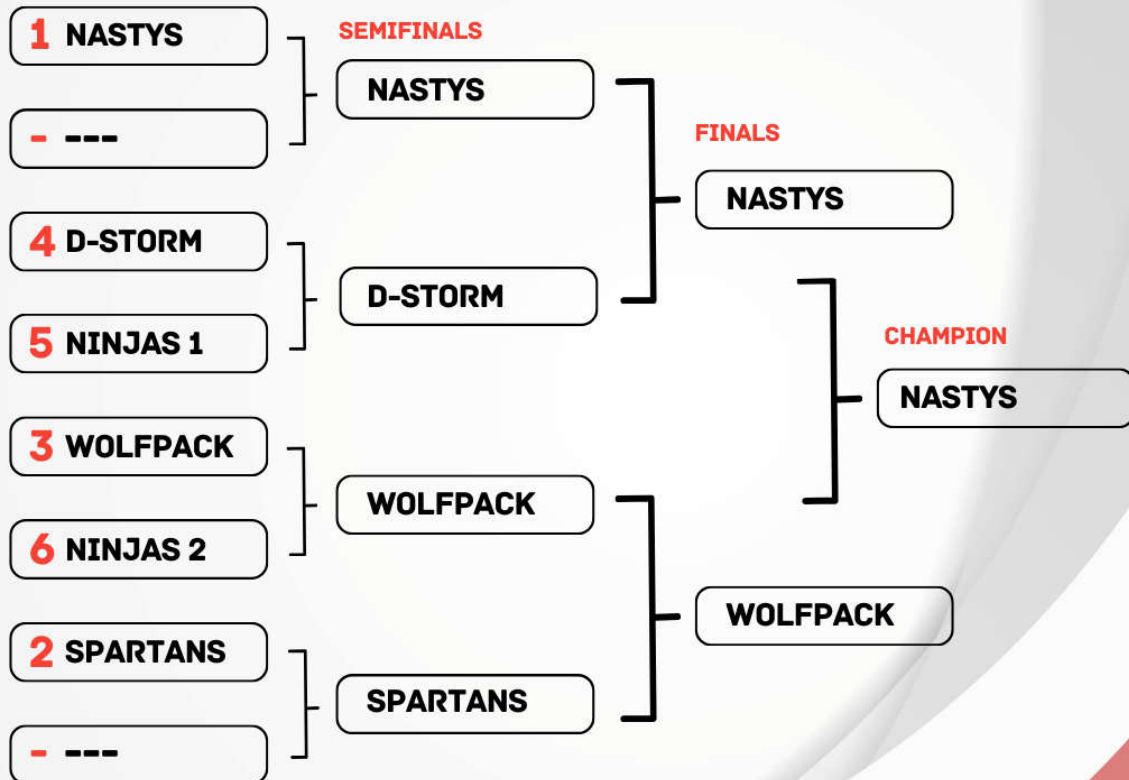 1 NASTYS
- ---
4 D-STORM
5 NINJAS 1
3 WOLFPACK
6 NINJAS 2
2 SPARTANS
- ---
SEMIFINALS
NASTYS
D-STORM
WOLFPACK
SPARTANS
FINALS
NASTYS
WOLFPACK
CHAMPION
NASTYS